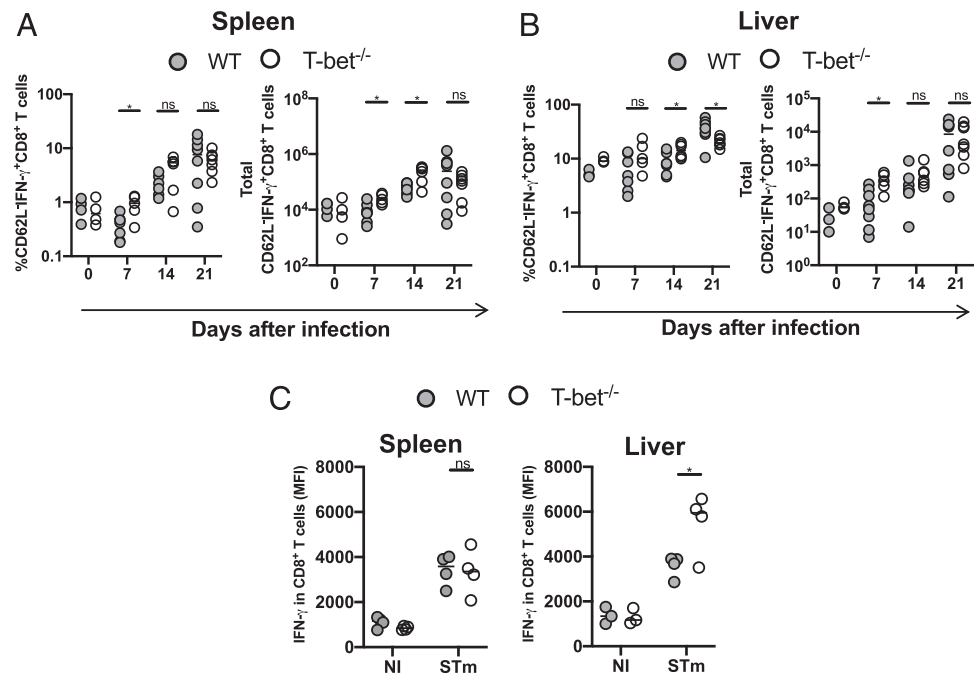 A
Spleen
WT
T-bet-/-
%CD62L-IFN-γ+CD8+ T cells
100
10
1
0.1
*
ns
ns
0
7
14
21
Total
CD62L-IFN-γ+CD8+ T cells
10^8
10^6
10^4
10^2
*
*
ns
0
7
14
21
Days after infection
B
Liver
WT
T-bet-/-
%CD62L-IFN-γ+CD8+ T cells
100
10
1
0.1
ns
*
*
0
7
14
21
Total
CD62L-IFN-γ+CD8+ T cells
10^5
10^4
10^3
10^2
10^1
10^0
*
ns
ns
0
7
14
21
Days after infection
C
WT
T-bet-/-
Spleen
IFN-γ in CD8+ T cells (MFI)
8000
6000
4000
2000
0
ns
NI
STm
Liver
IFN-γ in CD8+ T cells (MFI)
8000
6000
4000
2000
0
*
NI
STm